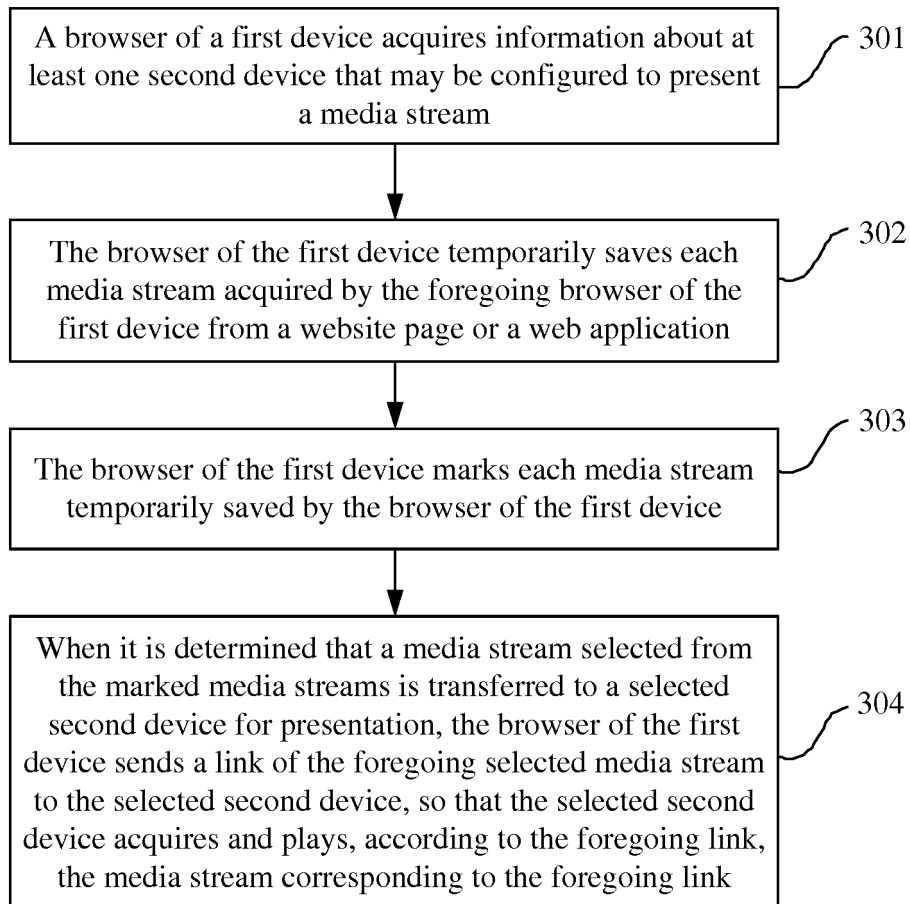 A browser of a first device acquires information about at
least one second device that may be configured to present
a media stream
301
The browser of the first device temporarily saves each
media stream acquired by the foregoing browser of the
first device from a website page or a web application
302
The browser of the first device marks each media stream
temporarily saved by the browser of the first device
303
When it is determined that a media stream selected from
the marked media streams is transferred to a selected
second device for presentation, the browser of the first
device sends a link of the foregoing selected media stream
to the selected second device, so that the selected second
device acquires and plays, according to the foregoing link,
the media stream corresponding to the foregoing link
304